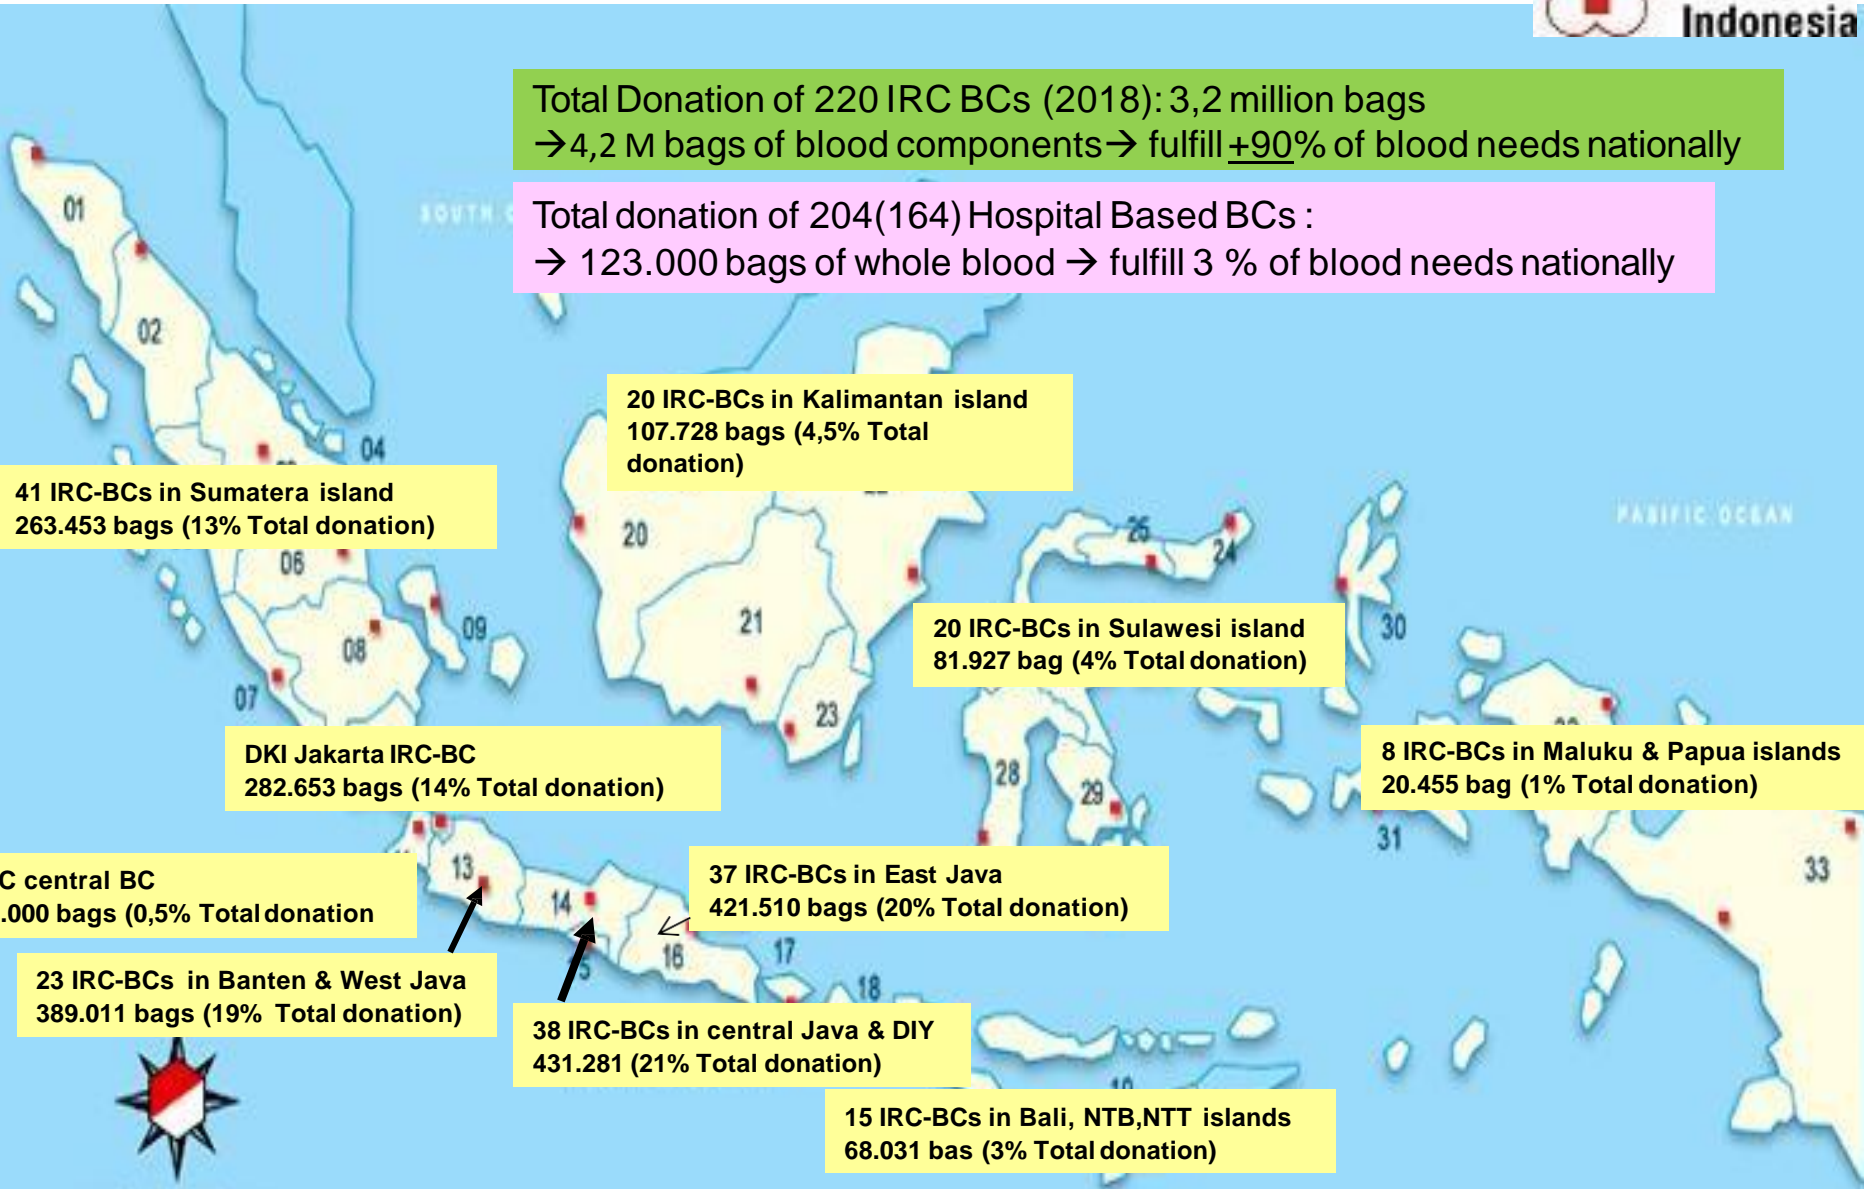 Indonesia
Total Donation of 220 IRC BCs (2018): 3,2 million bags
→4,2 M bags of blood components→ fulfill +90% of blood needs nationally
SOUTH
Total donation of 204(164) Hospital Based BCs :
→ 123.000 bags of whole blood → fulfill 3 % of blood needs nationally
01
02
20 IRC-BCs in Kalimantan island
107.728 bags (4,5% Total
donation)
04
41 IRC-BCs in Sumatera island
263.453 bags (13% Total donation)
PASIFIC OCEAN
06
20
25
24
21
09
08
07
23
30
20 IRC-BCs in Sulawesi island
81.927 bag (4% Total donation)
DKI Jakarta IRC-BC
282.653 bags (14% Total donation)
28
29
8 IRC-BCs in Maluku & Papua islands
20.455 bag (1% Total donation)
31
33
C central BC
.000 bags (0,5% Total donation
13
14
37 IRC-BCs in East Java
421.510 bags (20% Total donation)
16
17
18
23 IRC-BCs in Banten & West Java
389.011 bags (19% Total donation)
38 IRC-BCs in central Java & DIY
431.281 (21% Total donation)
15 IRC-BCs in Bali, NTB,NTT islands
68.031 bas (3% Total donation)